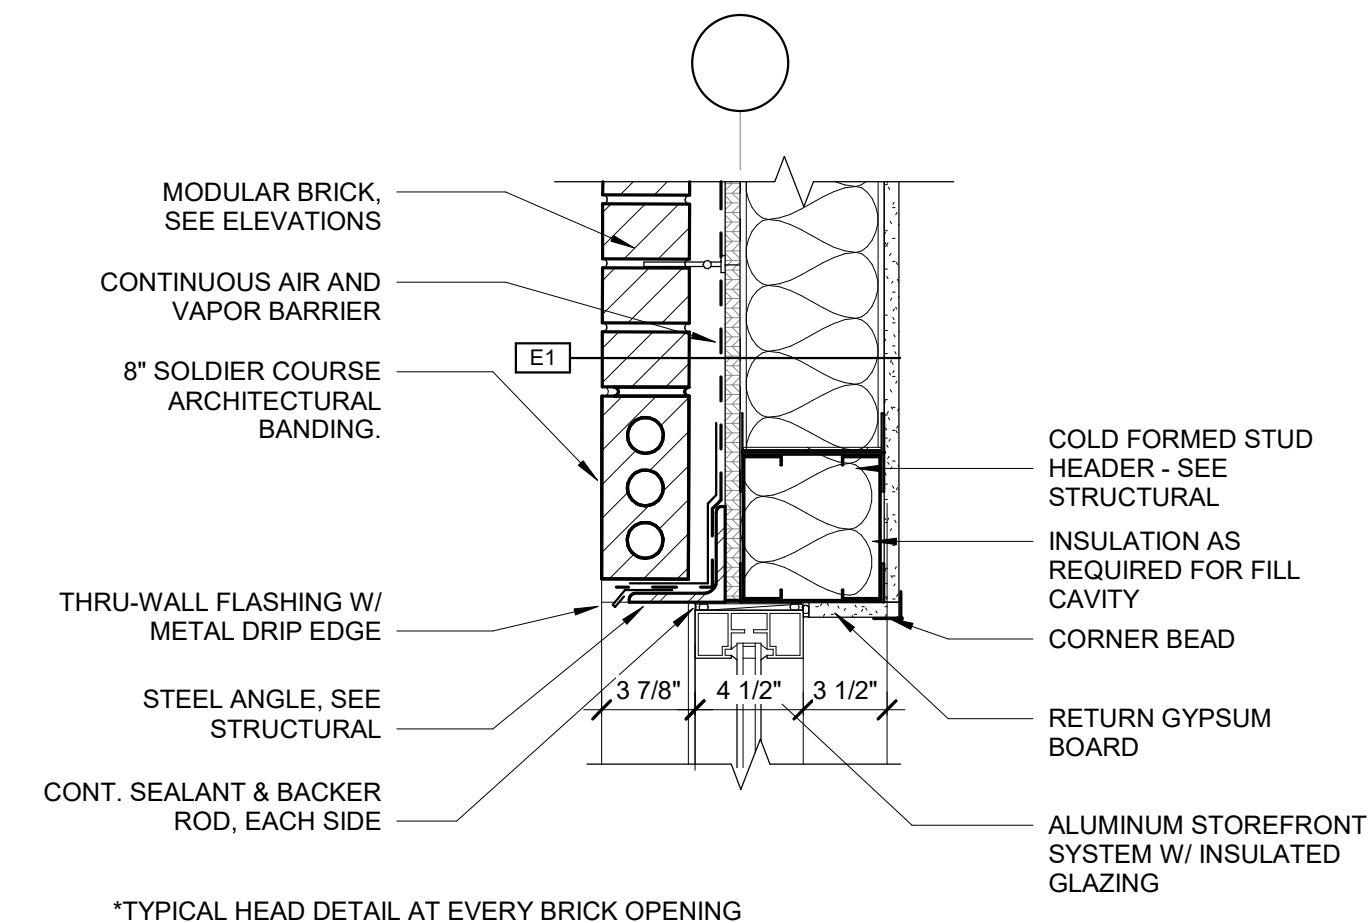 MODULAR BRICK,
SEE ELEVATIONS
CONTINUOUS AIR AND
VAPOR BARRIER
E1
8" SOLDIER COURSE
ARCHITECTURAL
BANDING.
THRU-WALL FLASHING W/
METAL DRIP EDGE
STEEL ANGLE, SEE
STRUCTURAL
CONT. SEALANT & BACKER
ROD, EACH SIDE
3 7/8" 4 1/2" 3 1/2"
COLD FORMED STUD
HEADER - SEE
STRUCTURAL
INSULATION AS
REQUIRED FOR FILL
CAVITY
CORNER BEAD
RETURN GYPSUM
BOARD
ALUMINUM STOREFRONT
SYSTEM W/ INSULATED
GLAZING
*TYPICAL HEAD DETAIL AT EVERY BRICK OPENING